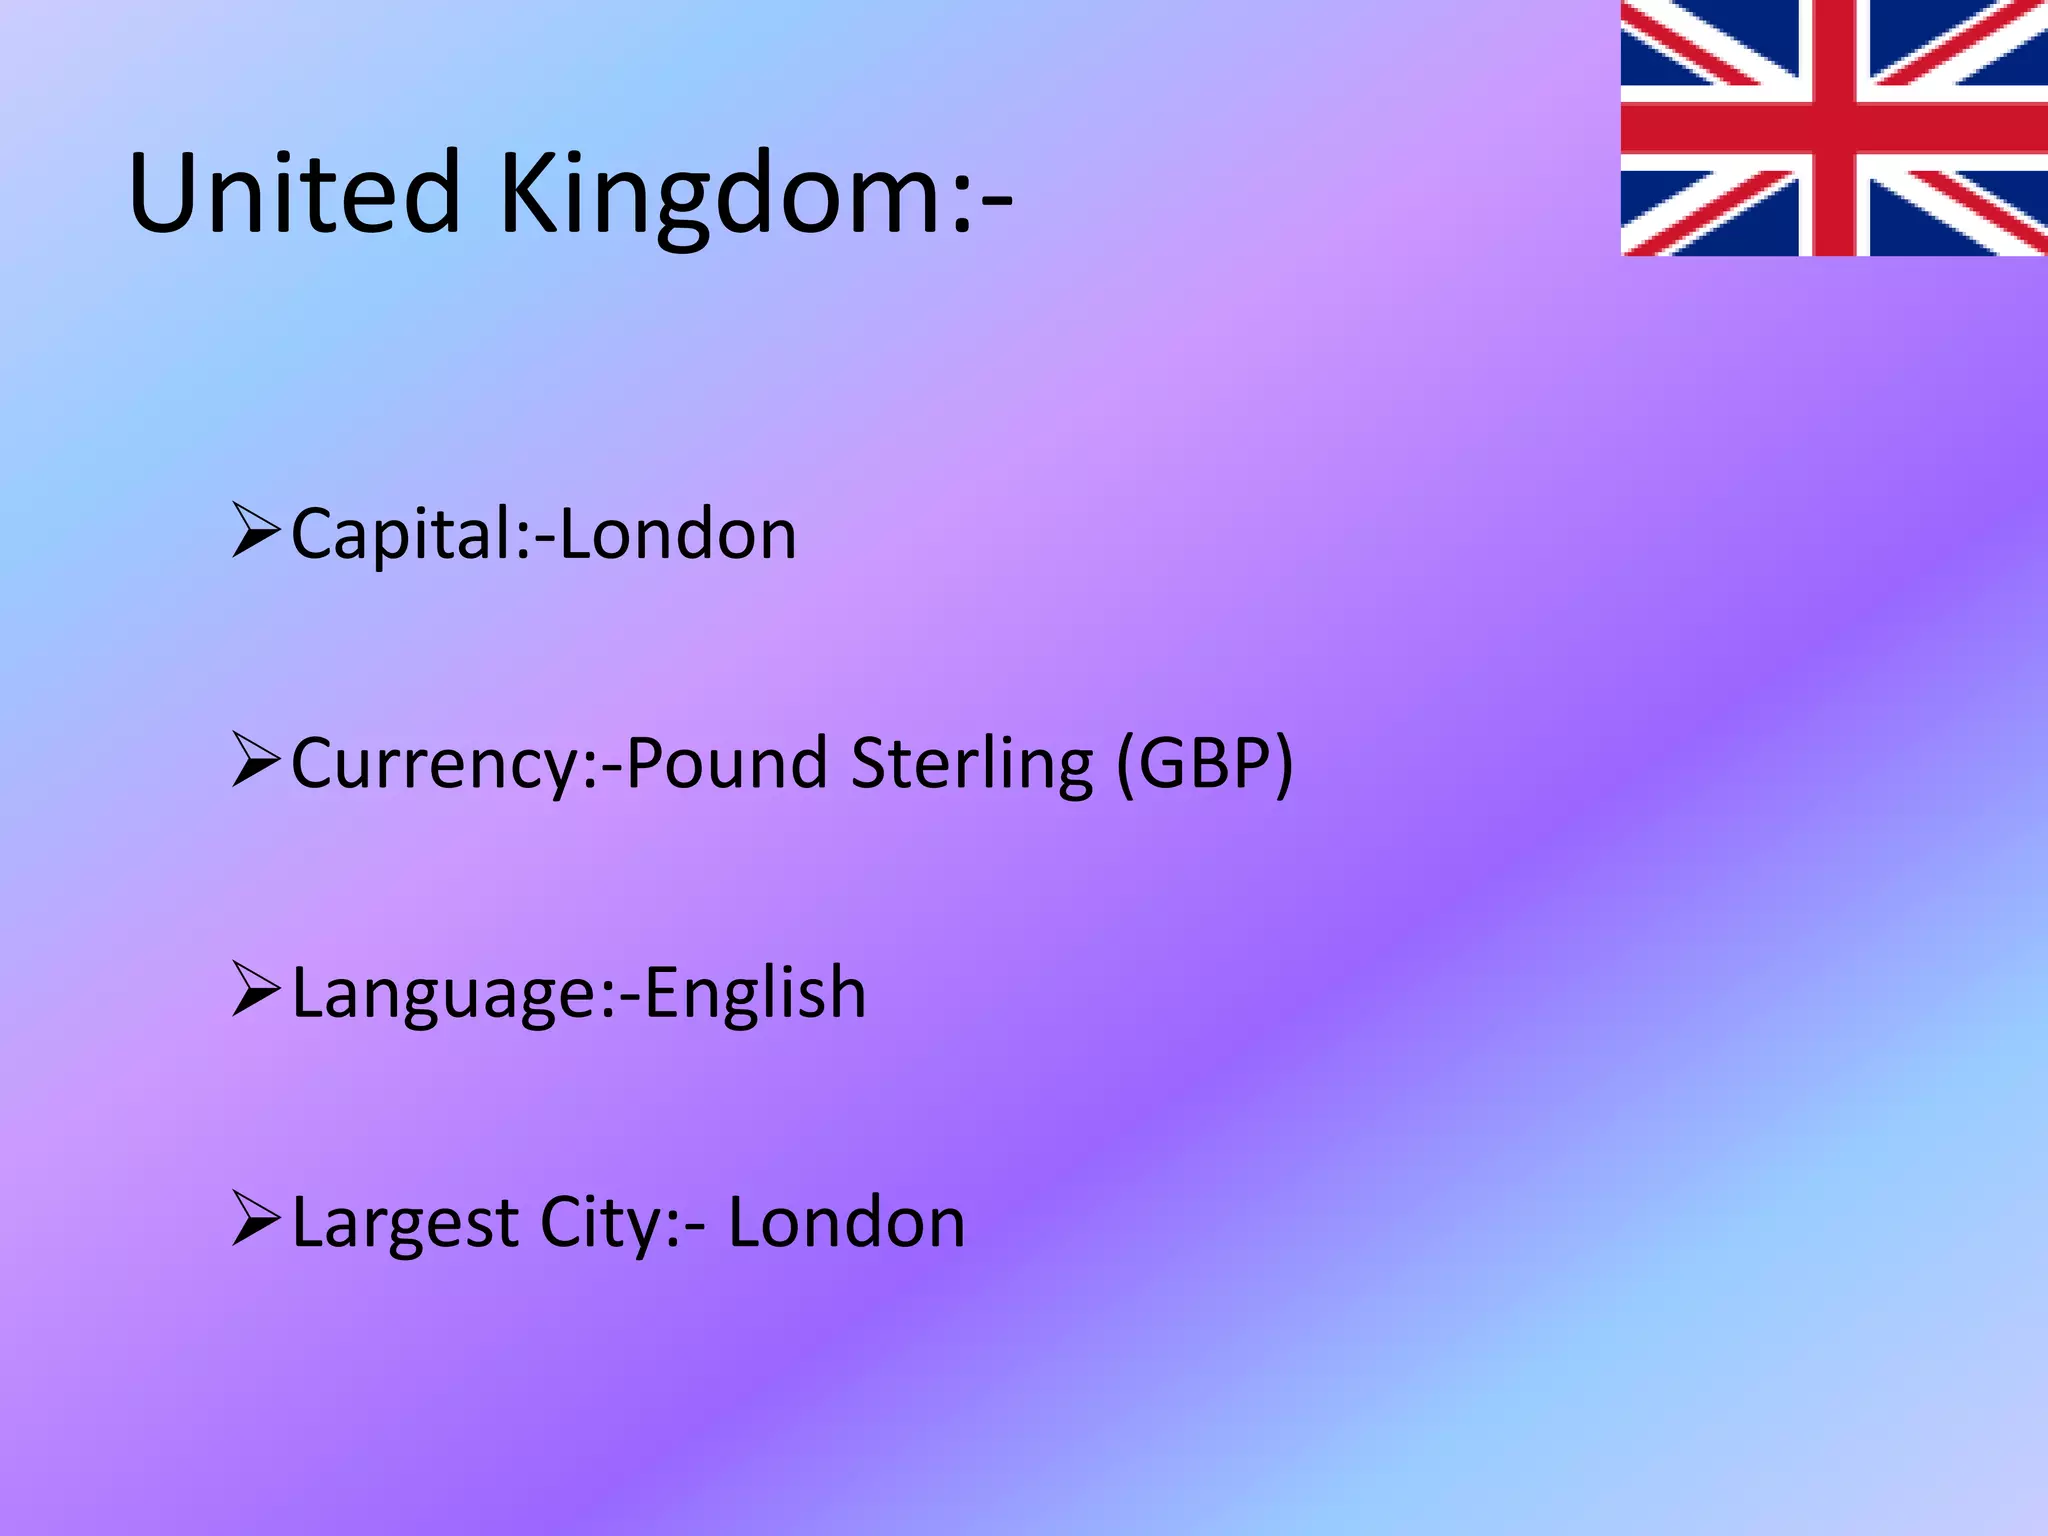 United Kingdom:-
➢Capital:-London
➢Currency:-Pound Sterling (GBP)
➢Language:-English
➢Largest City:- London